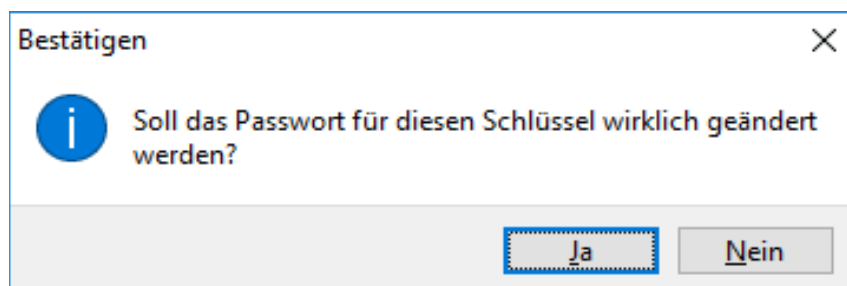 Bestätigen
Soll das Passwort für diesen Schlüssel wirklich geändert
werden?
Ja
Nein